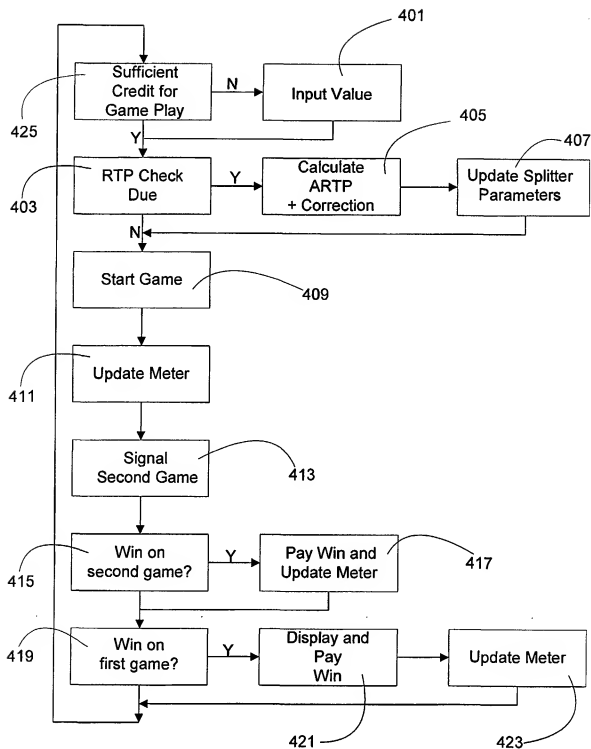 401
Sufficient
Credit for
Game Play
N
Input Value
425
405
Y
407
RTP Check
Due
Y
Calculate
ARTP
+ Correction
Update Splitter
Parameters
403
N
Start Game
409
Update Meter
411
Signal
Second Game
413
Win on
second game?
Y
Pay Win and
Update Meter
417
415
Win on
first game?
Y
Display and
Pay
Win
Update Meter
419
421
423